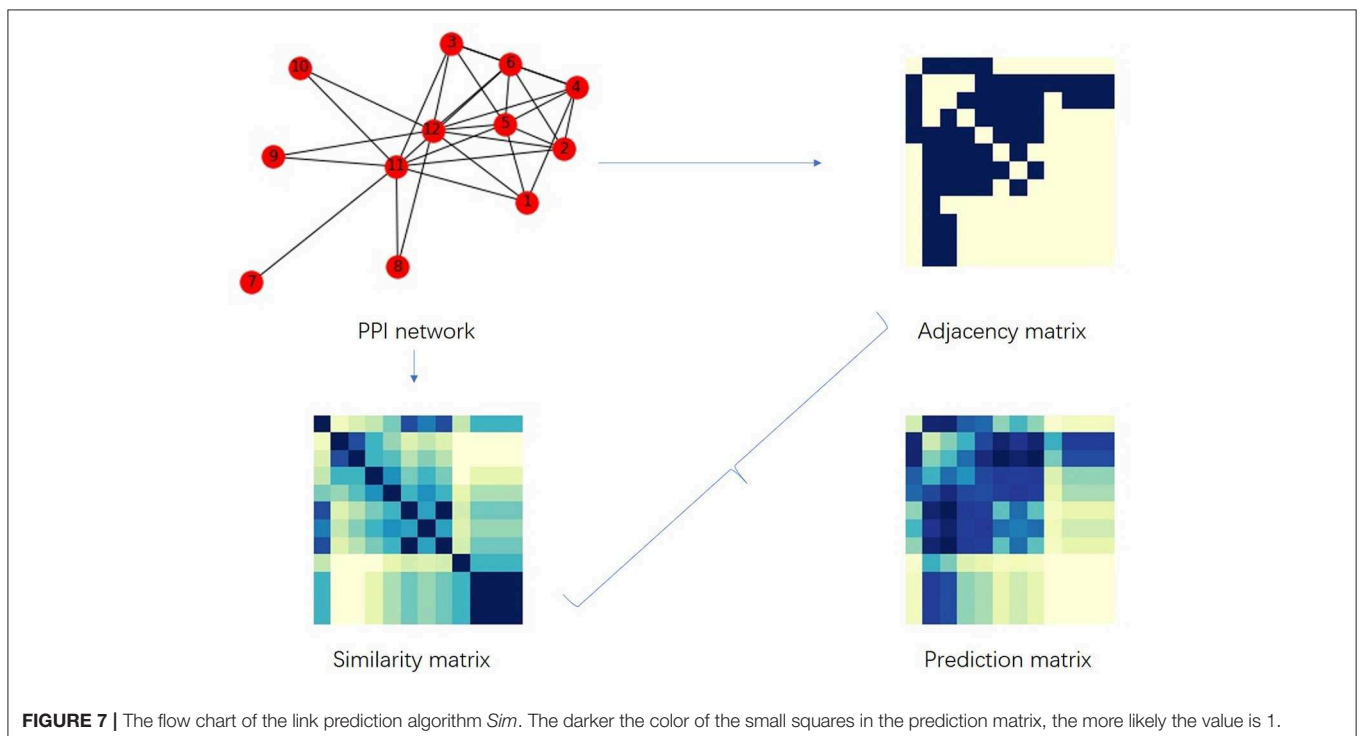 3
6
10
4
12
5
2
9
11
1
8
7
PPI network
Adjacency matrix
Similarity matrix
Prediction matrix
FIGURE 7 | The flow chart of the link prediction algorithm Sim. The darker the color of the small squares in the prediction matrix, the more likely the value is 1.